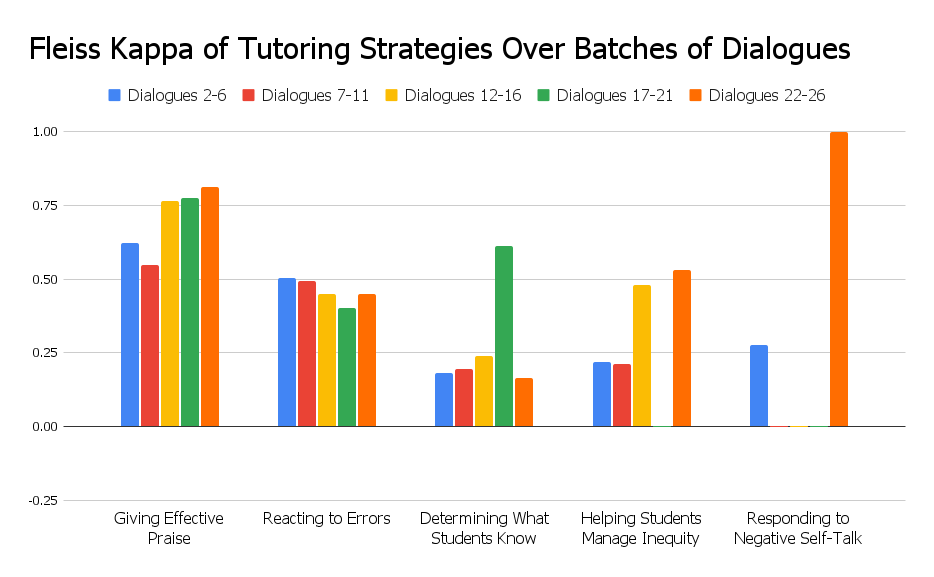 Fleiss Kappa of Tutoring Strategies Over Batches of Dialogues
Dialogues 2-6 Dialogues 7-11 Dialogues 12-16 Dialogues 17-21 Dialogues 22-26
1.00
0.75
0.50
0.25
0.00
-0.25
Giving Effective
Praise
Reacting to Errors
Determining What
Students Know
Helping Students
Manage Inequity
Responding to
Negative Self-Talk